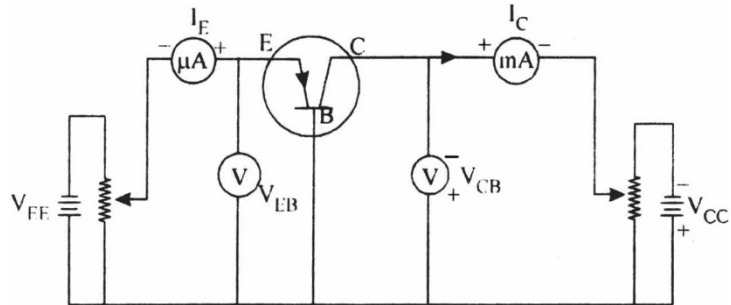 I_E I_C
− μA + E C + mA −
B
V V_EB V − + V_CB
V_EE − + V_CC